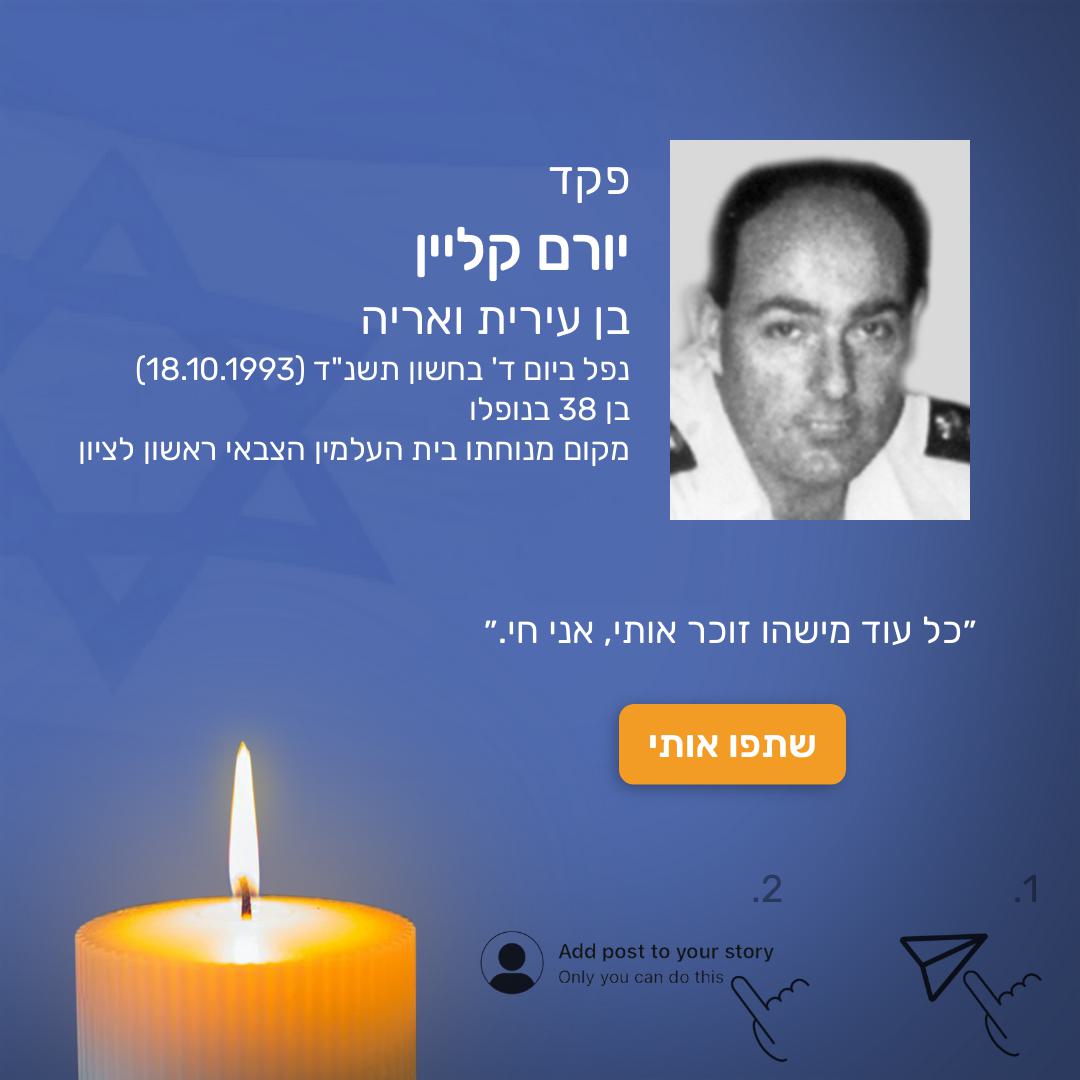 פקד
יורם קליין
בן עירית ואריה
נפל ביום ד' בחשון תשנ"ד (18.10.1993)
בן 38 בנופלו
מקום מנוחתו בית העלמין הצבאי ראשון לציון
״כל עוד מישהו זוכר אותי, אני חי.״
שתפו אותי
1.
2.
Add post to your story
Only you can do this